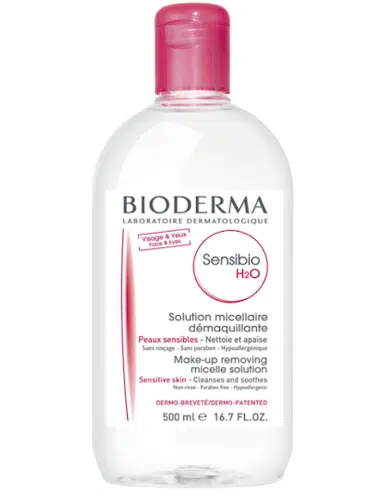 BIODERMA
LABORATOIRE DERMATOLOGIQUE
Visage & Yeux
Face & Eyes
Sensibio
H2O
Solution micellaire
démaquillante
Peaux sensibles - Nettoie et apaise
Sans rinçage - Sans paraben - Hypoallergénique
Make-up removing
micelle solution
Sensitive skin - Cleanses and soothes
Non-rinse - Paraben free - Hypoallergenic
DERMO-BREVETÉ/DERMO-PATENTED
500 ml e 16.7 FL.OZ.